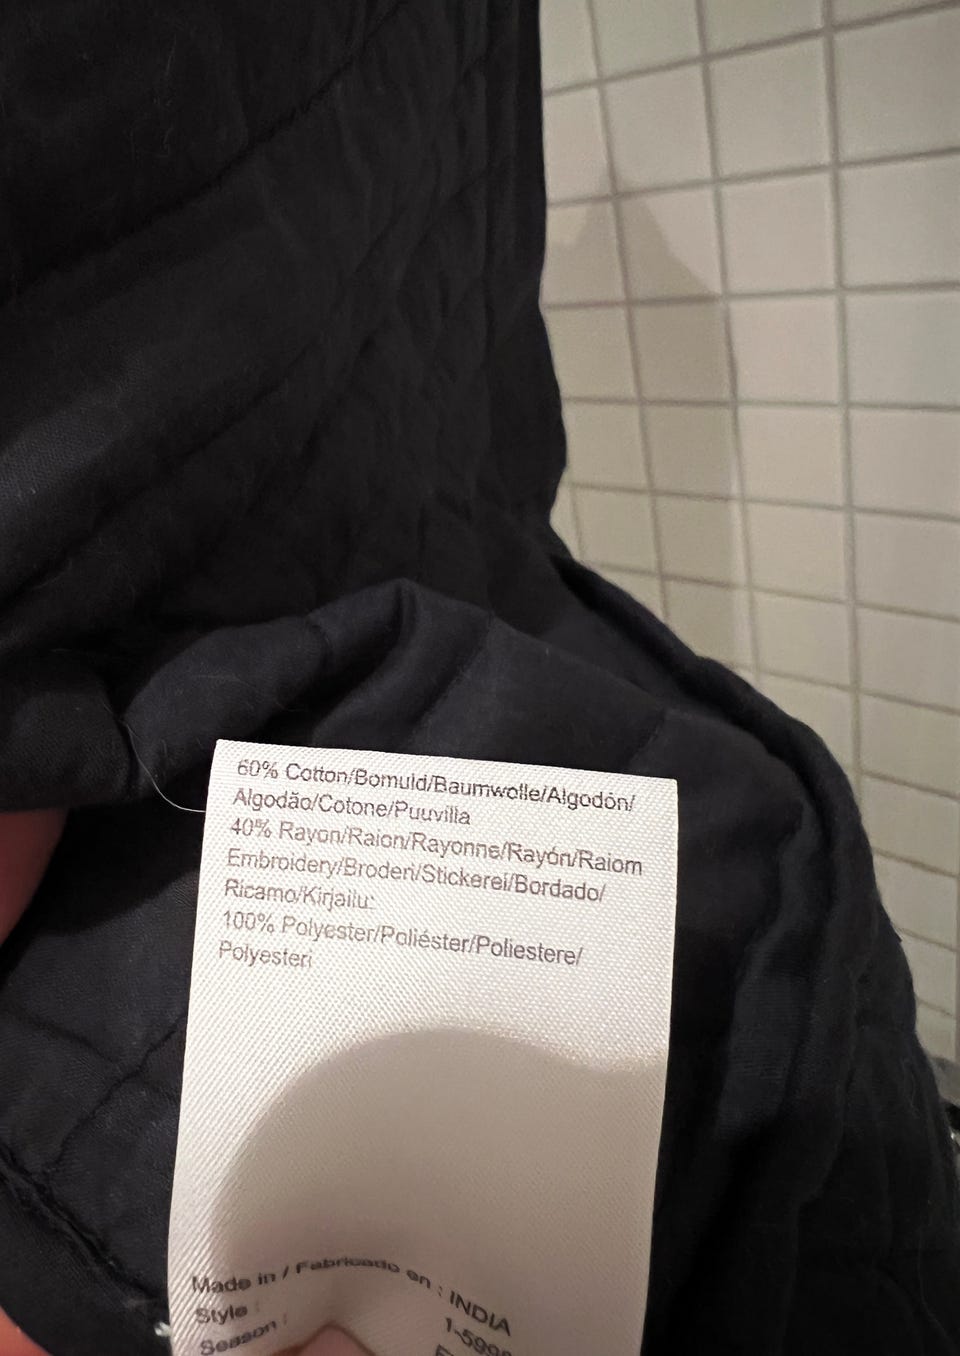 60% Cotton/Bomuld/Baumwolle/Algodón/
Algodão/Cotone/Puuvilla
40% Rayon/Raion/Rayonne/Rayón/Raiom
Embroidery/Broderi/Stickerei/Bordado/
Ricamo/Kirjailu:
100% Polyester/Poliéster/Poliestere/
Polyesteri
Made in / Fabricado en : INDIA
Style :
Season :